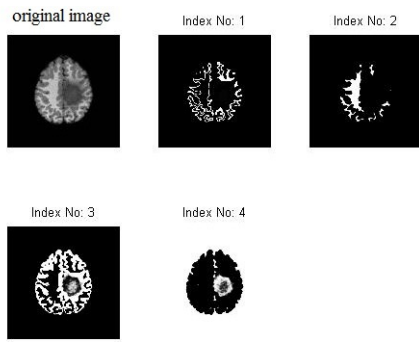 original image
Index No: 1
Index No: 2
Index No: 3
Index No: 4